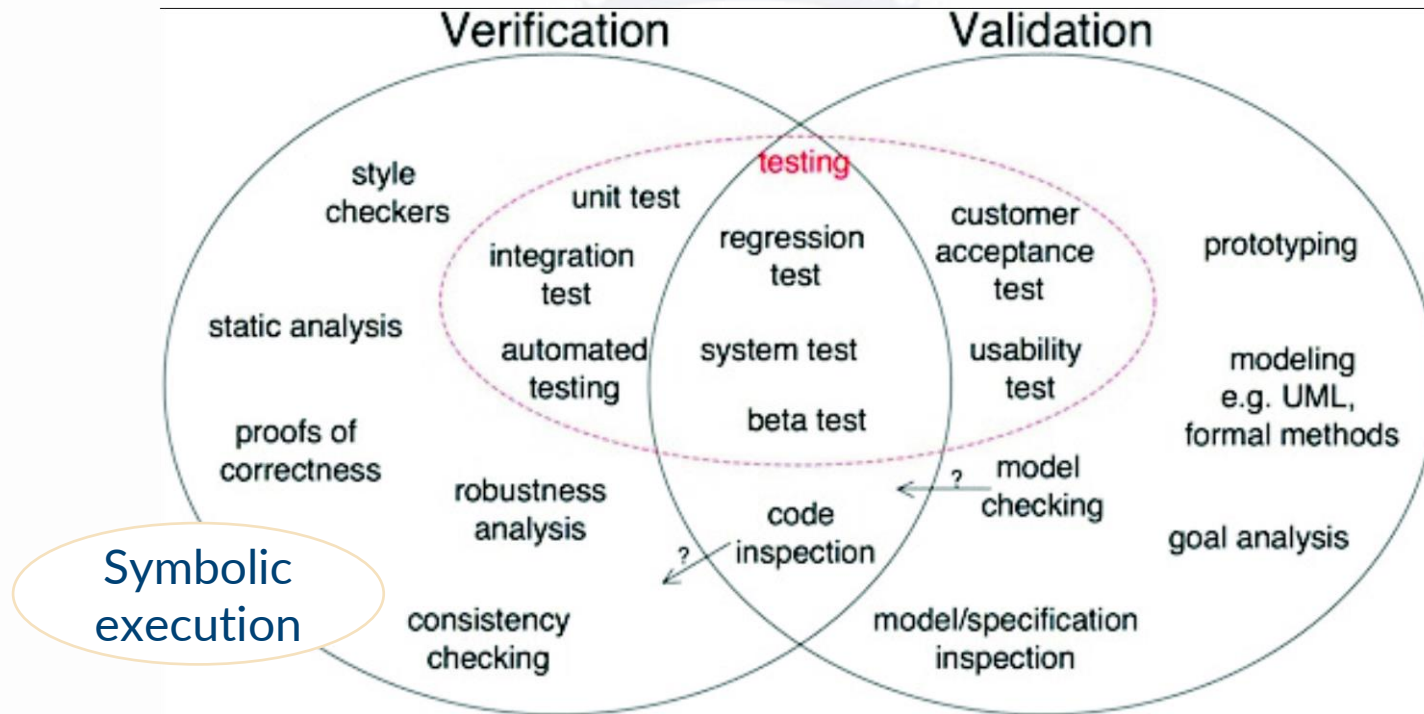 Verification
Validation
testing
style
checkers
unit test
integration
test
automated
testing
static analysis
proofs of
correctness
robustness
analysis
consistency
checking
Symbolic
execution
regression
test
system test
beta test
code
inspection
?
?
customer
acceptance
test
usability
test
model
checking
prototyping
modeling
e.g. UML,
formal methods
goal analysis
model/specification
inspection